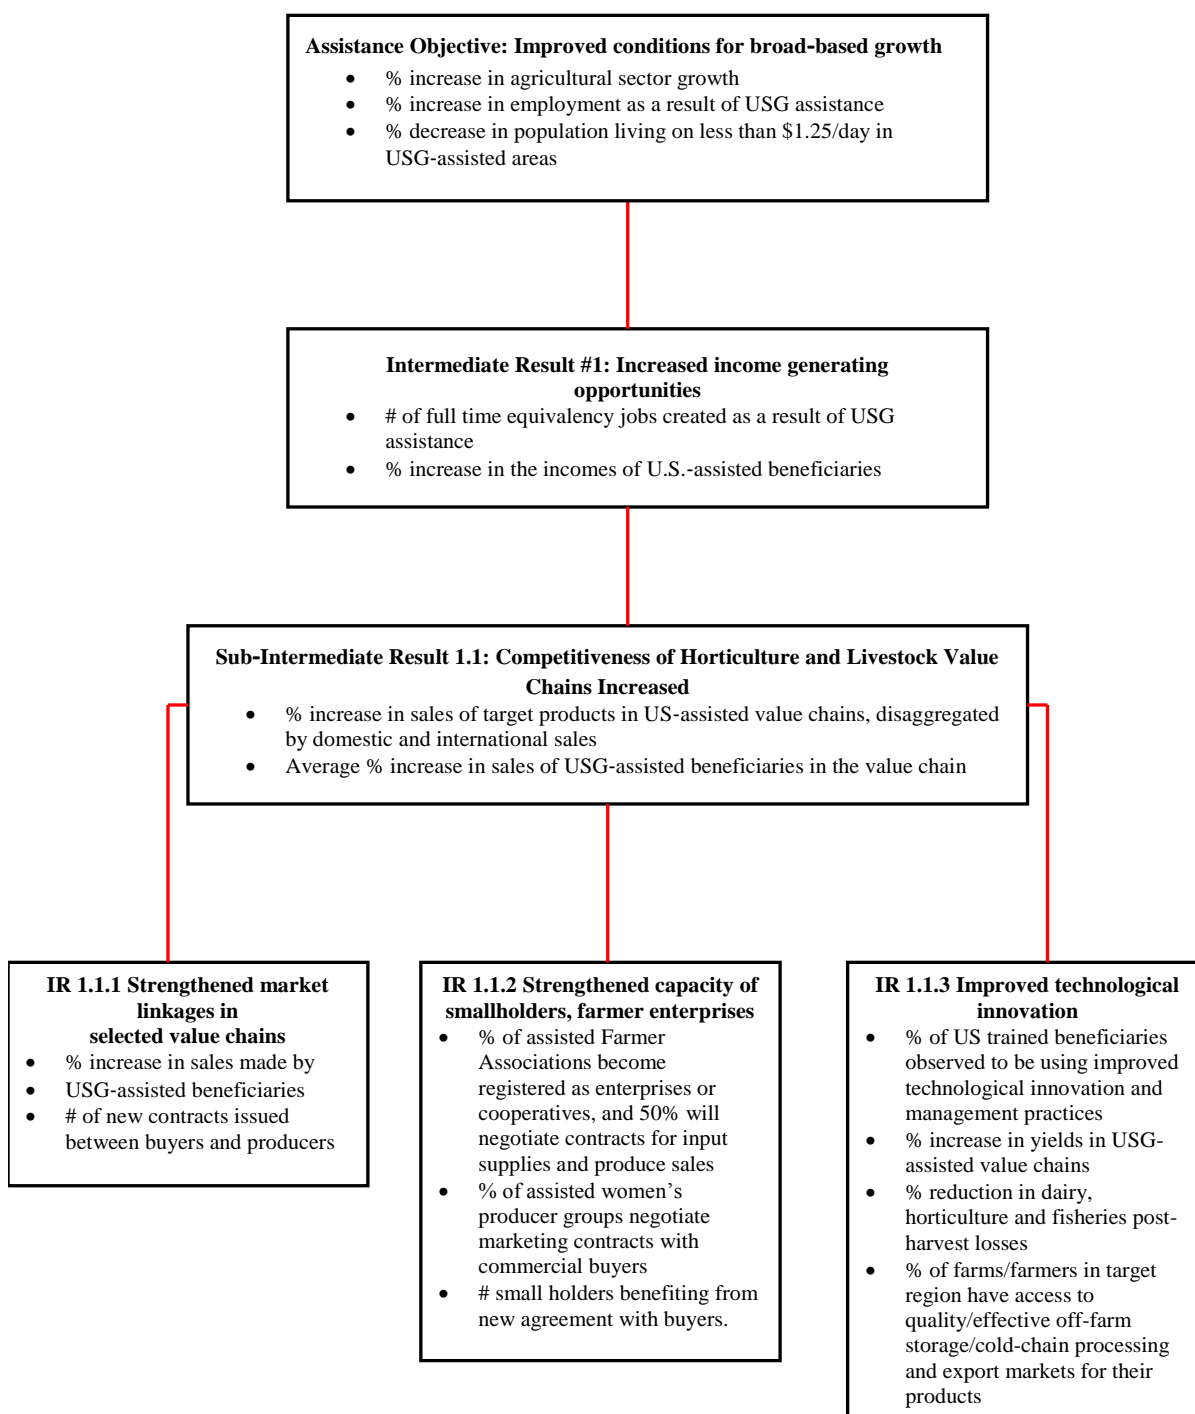 Assistance Objective: Improved conditions for broad-based growth
• % increase in agricultural sector growth
• % increase in employment as a result of USG assistance
• % decrease in population living on less than $1.25/day in
USG-assisted areas
Intermediate Result #1: Increased income generating
opportunities
• # of full time equivalency jobs created as a result of USG
assistance
• % increase in the incomes of U.S.-assisted beneficiaries
Sub-Intermediate Result 1.1: Competitiveness of Horticulture and Livestock Value
Chains Increased
• % increase in sales of target products in US-assisted value chains, disaggregated
by domestic and international sales
• Average % increase in sales of USG-assisted beneficiaries in the value chain
IR 1.1.1 Strengthened market
linkages in
selected value chains
• % increase in sales made by
• USG-assisted beneficiaries
• # of new contracts issued
between buyers and producers
IR 1.1.2 Strengthened capacity of
smallholders, farmer enterprises
• % of assisted Farmer
Associations become
registered as enterprises or
cooperatives, and 50% will
negotiate contracts for input
supplies and produce sales
• % of assisted women’s
producer groups negotiate
marketing contracts with
commercial buyers
• # small holders benefiting from
new agreement with buyers.
IR 1.1.3 Improved technological
innovation
• % of US trained beneficiaries
observed to be using improved
technological innovation and
management practices
• % increase in yields in USG-
assisted value chains
• % reduction in dairy,
horticulture and fisheries post-
harvest losses
• % of farms/farmers in target
region have access to
quality/effective off-farm
storage/cold-chain processing
and export markets for their
products